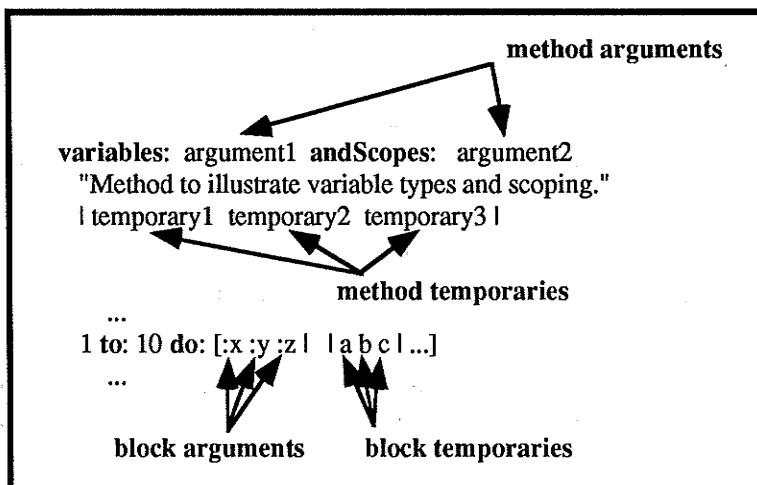 method arguments
variables: argument1 andScopes: argument2
"Method to illustrate variable types and scoping."
| temporary1 temporary2 temporary3 |
method temporaries
...
1 to: 10 do: [:x :y :z | | a b c | ...]
...
block arguments block temporaries